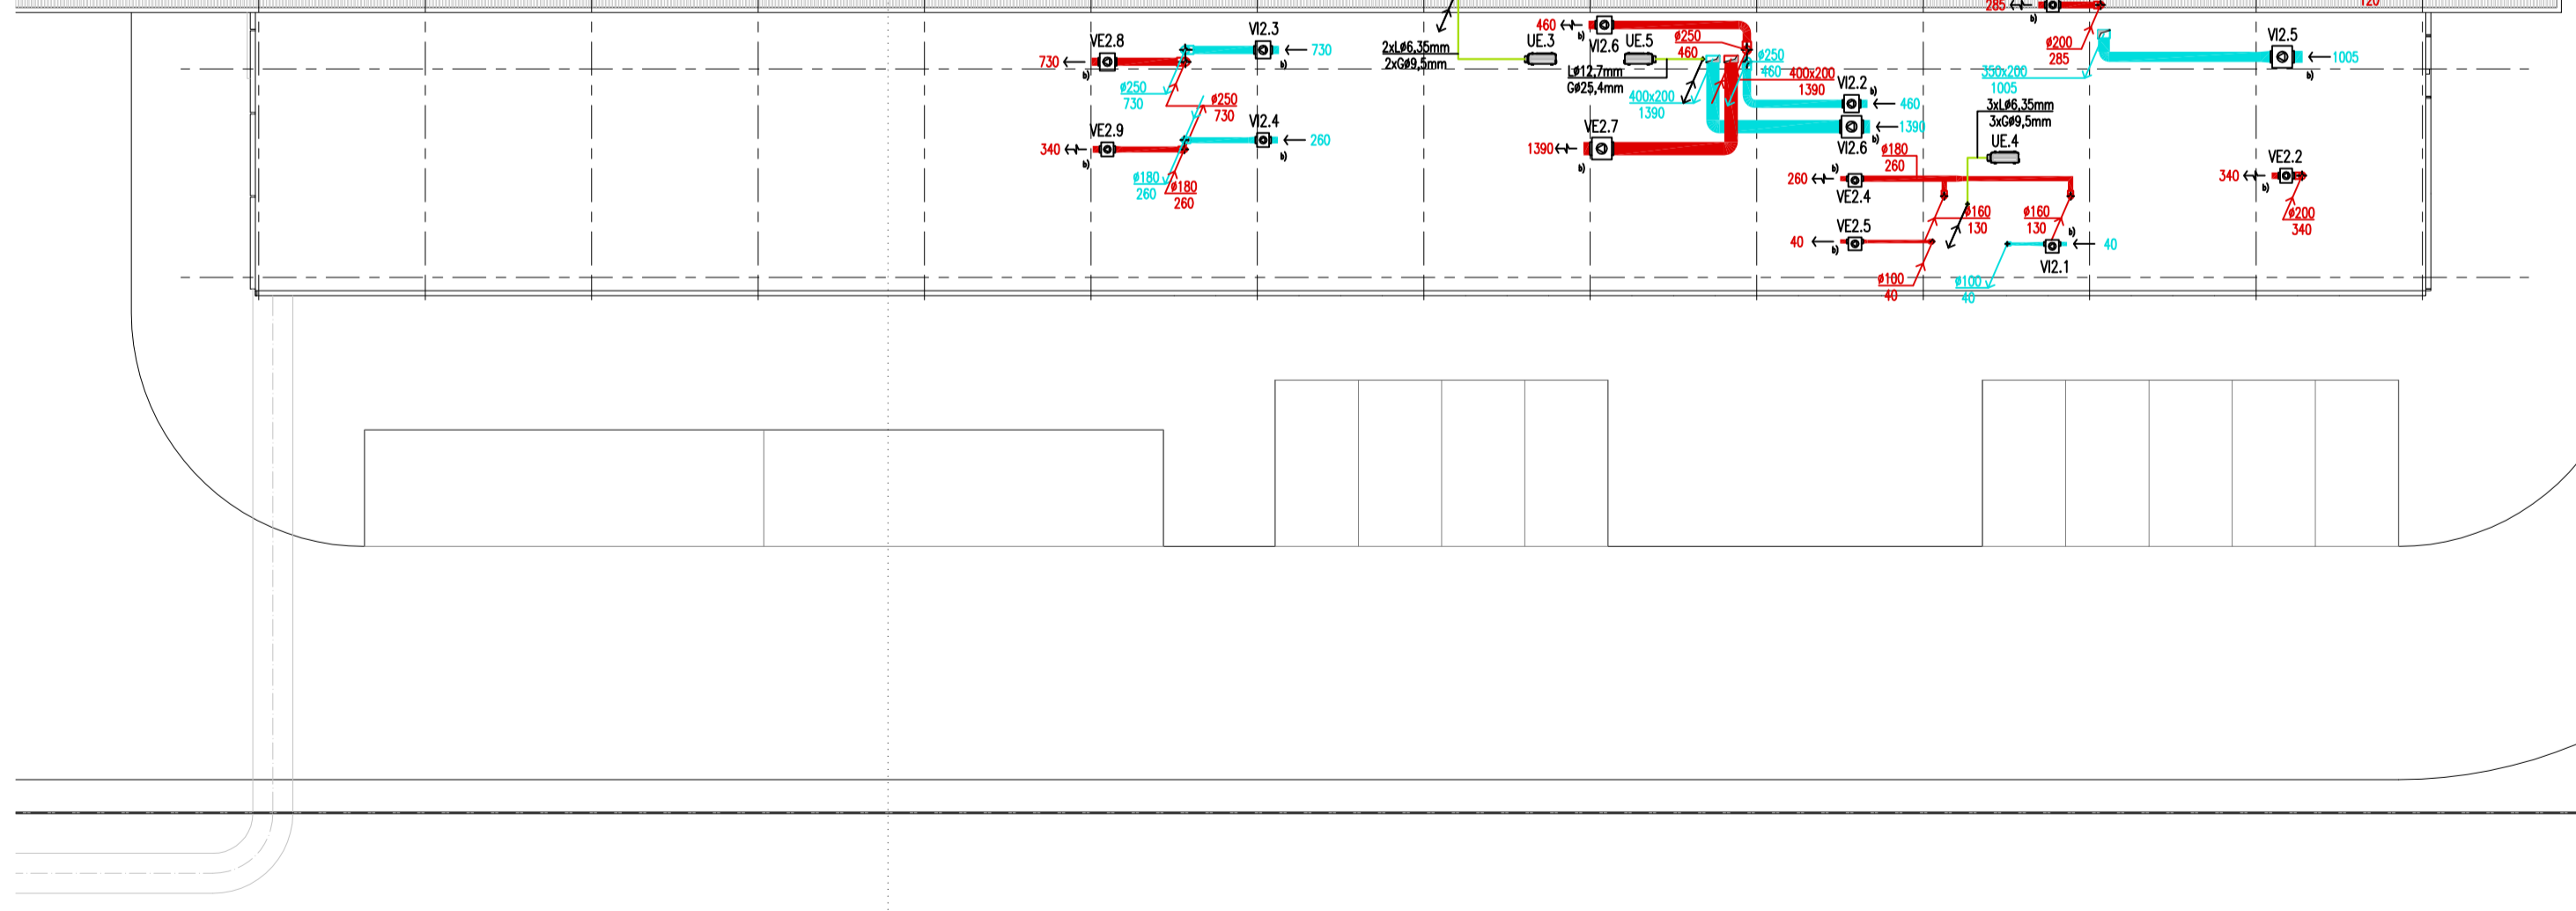 285
b)
120
VE2.8
730
b)
VI2.3
730
b)
ø250
730
ø250
730
VE2.9
340
b)
VI2.4
260
b)
ø180
260
ø180
260
2xLø6,35mm
2xGø9,5mm
460
b)
VI2.6
UE.3
UE.5
Lø12,7mm
Gø25,4mm
ø250
460
ø250
460
400x200
1390
400x200
1390
VI2.2
460
b)
1390
b)
VI2.6
VE2.7
1390
b)
ø180
260
260
b)
VE2.4
VE2.5
40
b)
ø160
130
ø160
130
ø100
40
ø100
40
b)
40
VI2.1
ø200
285
350x200
1005
3xLø6,35mm
3xGø9,5mm
UE.4
VI2.5
1005
b)
VE2.2
340
b)
ø200
340